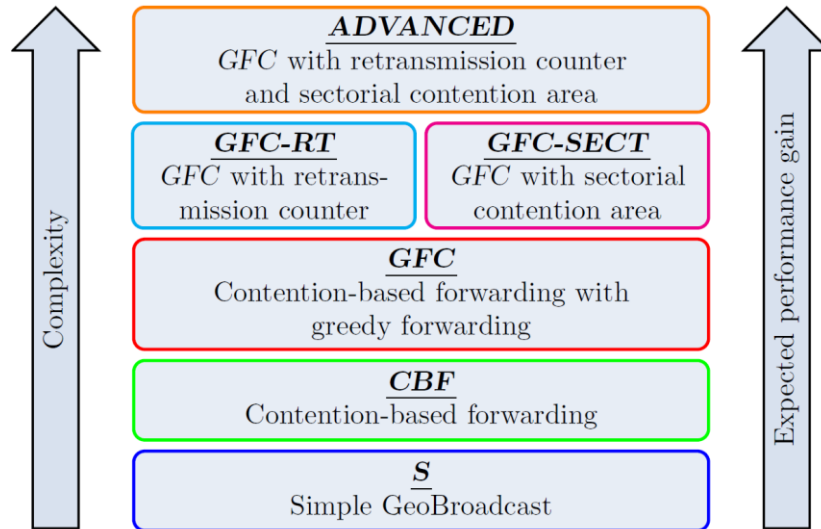 ADVANCED
GFC with retransmission counter
and sectorial contention area
GFC-RT
GFC with retrans-
mission counter
GFC-SECT
GFC with sectorial
contention area
GFC
Contention-based forwarding with
greedy forwarding
CBF
Contention-based forwarding
S
Simple GeoBroadcast
Complexity
Expected performance gain